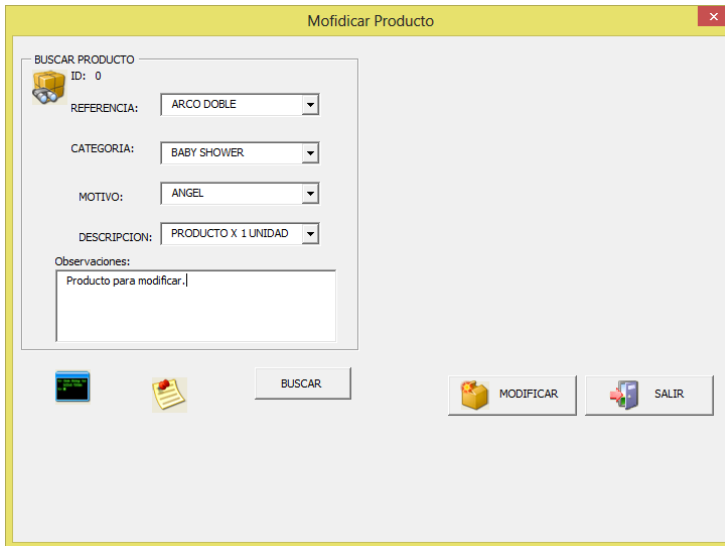 Mofidicar Producto
x
BUSCAR PRODUCTO
ID: 0
REFERENCIA: ARCO DOBLE
CATEGORIA: BABY SHOWER
MOTIVO: ANGEL
DESCRIPCION: PRODUCTO X 1 UNIDAD
Observaciones:
Producto para modificar.
BUSCAR
MODIFICAR
SALIR